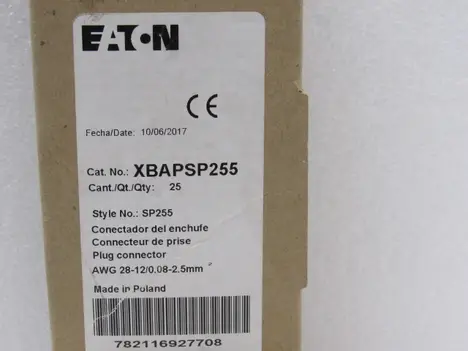 EATON
CE
Fecha/Date: 10/06/2017
Cat. No.: XBAPSP255
Cant./Qt./Qty: 25
Style No.: SP255
Conectador del enchufe
Connecteur de prise
Plug connector
AWG 28-12/0,08-2.5mm
Made in Poland
782116927708